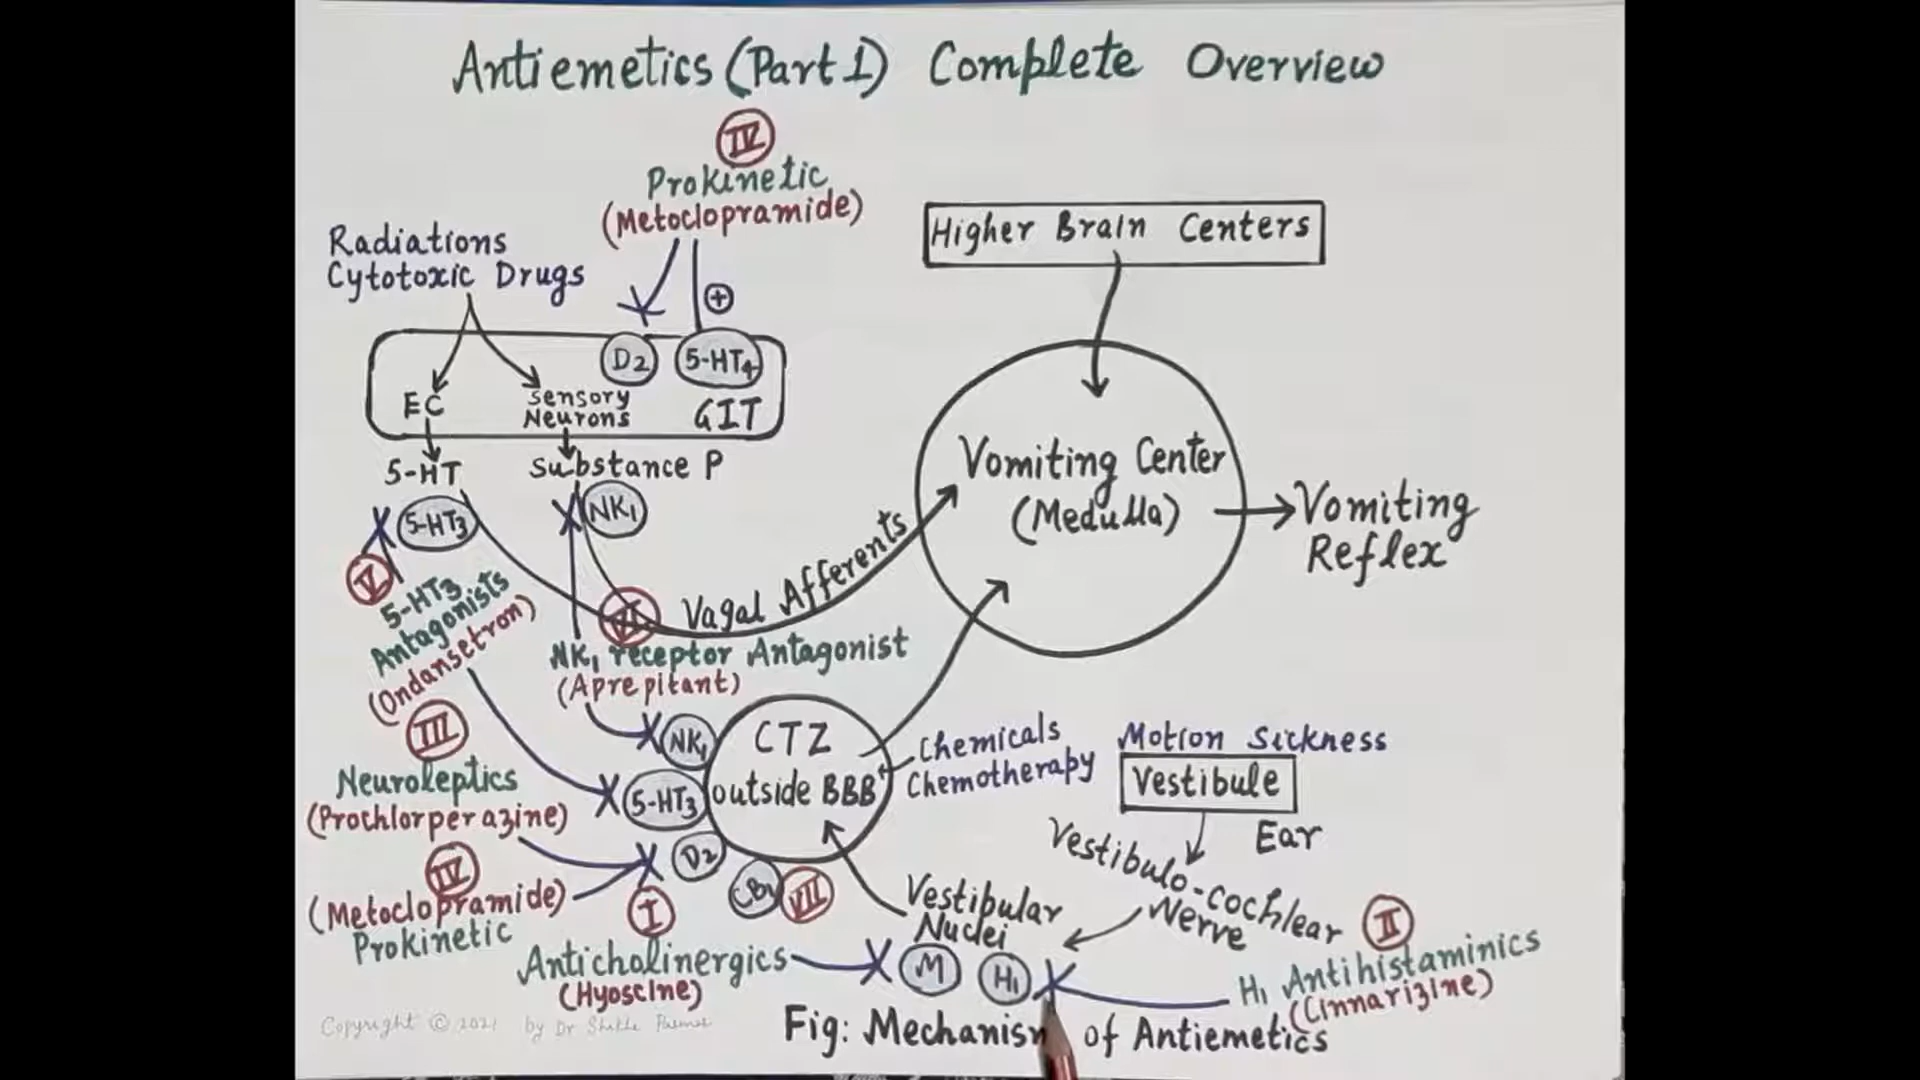 Antiemetics (Part 1) Complete Overview
IV
Prokinetic
(Metoclopramide)
Radiations
Cytotoxic Drugs
+
D2
5-HT4
EC
Sensory
Neurons
GIT
5-HT
Substance P
5-HT3
NK1
V
5-HT3
Antagonists
(Ondansetron)
VI
Vagal Afferents
NK1 receptor Antagonist
(Aprepitant)
Higher Brain Centers
Vomiting Center
(Medulla)
Vomiting
Reflex
III
Neuroleptics
(Prochlorperazine)
IV
(Metoclopramide)
Prokinetic
NK1
5-HT3
D2
CB1
VII
CTZ
outside BBB
Chemicals
Chemotherapy
Motion Sickness
Vestibule
Ear
Vestibulo-cochlear
Nerve
Vestibular
Nuclei
I
Anticholinergics
(Hyoscine)
M
H1
II
H1 Antihistaminics
(Cinnarizine)
Fig: Mechanism of Antiemetics
Copyright © 2021 by Dr